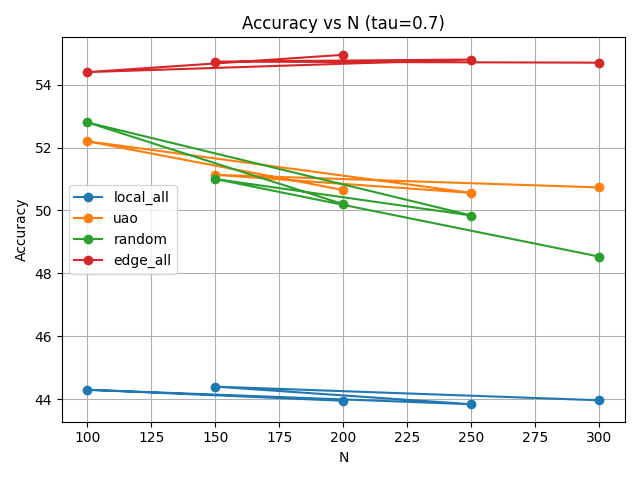 Accuracy vs N (tau=0.7)
Accuracy
54
52
50
48
46
44
local_all
uao
random
edge_all
100 125 150 175 200 225 250 275 300
N